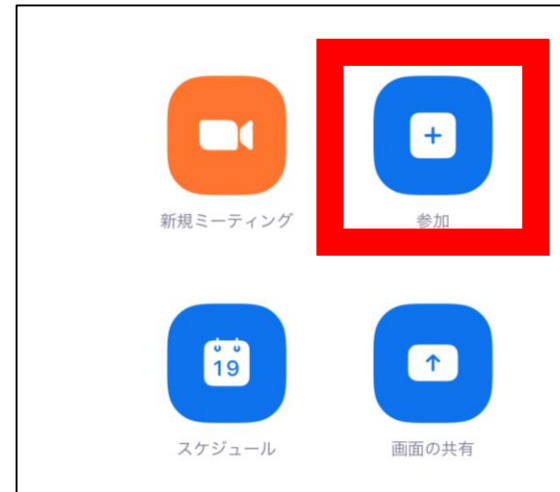 新規ミーティング
参加
19
スケジュール
画面の共有